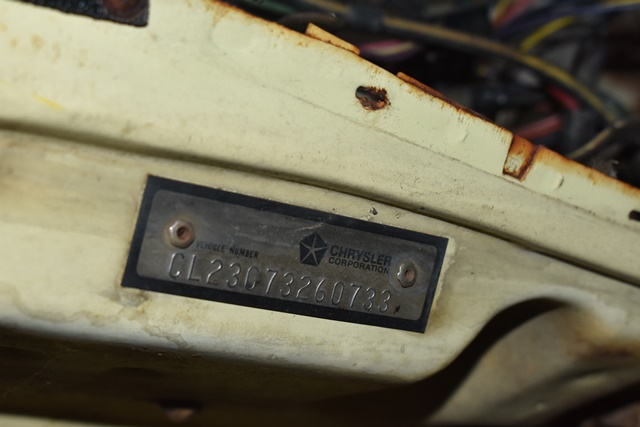 VEHICLE NUMBER
CHRYSLER
CORPORATION
CL23G73260733